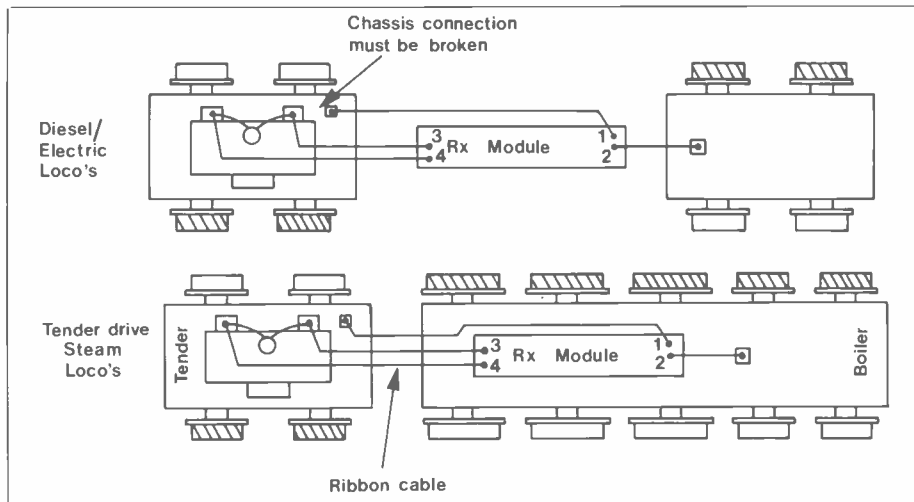 Chassis connection
must be broken
Diesel/
Electric
Loco's
3
4
Rx Module
1
2
Tender drive
Steam
Loco's
Tender
3
4
Rx Module
1
2
Boiler
Ribbon cable